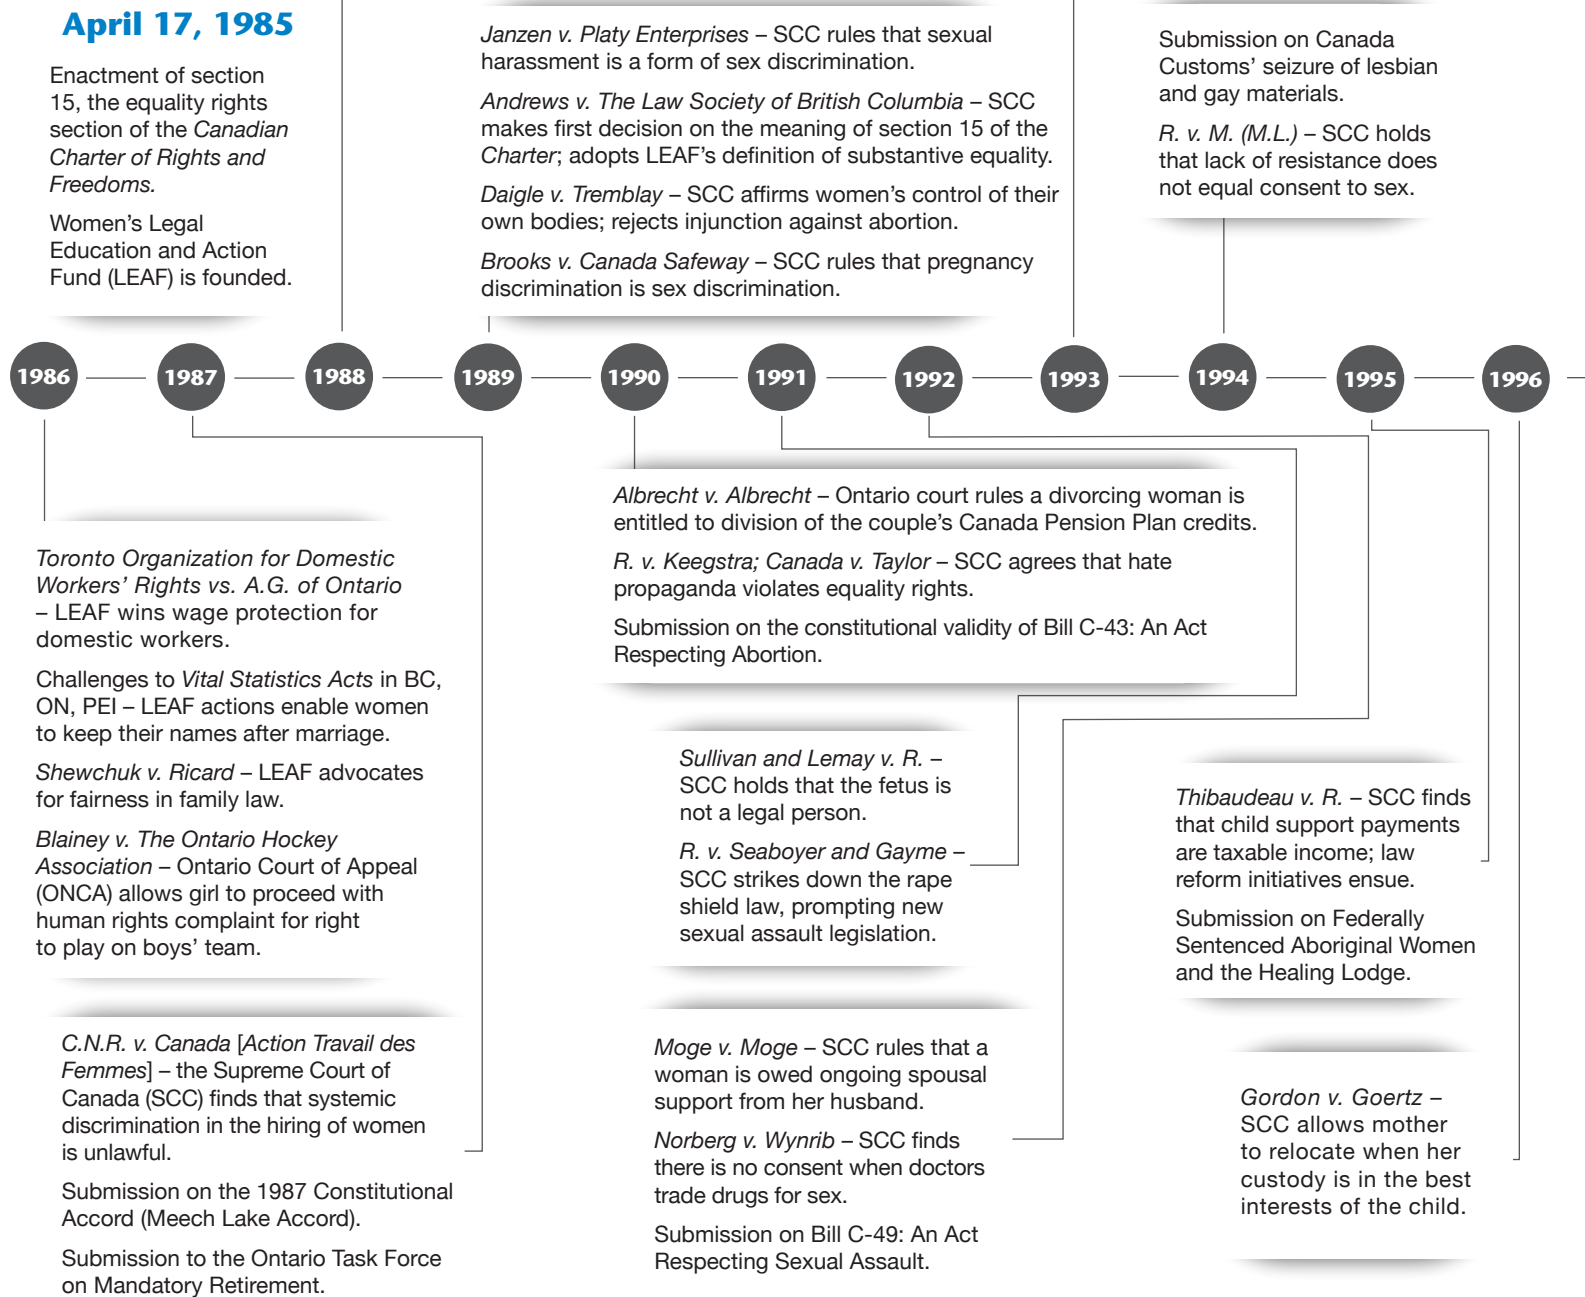 April 17, 1985
Enactment of section
15, the equality rights
section of the Canadian
Charter of Rights and
Freedoms.
Women’s Legal
Education and Action
Fund (LEAF) is founded.
Janzen v. Platy Enterprises – SCC rules that sexual
harassment is a form of sex discrimination.
Andrews v. The Law Society of British Columbia – SCC
makes first decision on the meaning of section 15 of the
Charter; adopts LEAF’s definition of substantive equality.
Daigle v. Tremblay – SCC affirms women’s control of their
own bodies; rejects injunction against abortion.
Brooks v. Canada Safeway – SCC rules that pregnancy
discrimination is sex discrimination.
Submission on Canada
Customs’ seizure of lesbian
and gay materials.
R. v. M. (M.L.) – SCC holds
that lack of resistance does
not equal consent to sex.
1986 1987 1988 1989 1990 1991 1992 1993 1994 1995 1996
Toronto Organization for Domestic
Workers’ Rights vs. A.G. of Ontario
– LEAF wins wage protection for
domestic workers.
Challenges to Vital Statistics Acts in BC,
ON, PEI – LEAF actions enable women
to keep their names after marriage.
Shewchuk v. Ricard – LEAF advocates
for fairness in family law.
Blainey v. The Ontario Hockey
Association – Ontario Court of Appeal
(ONCA) allows girl to proceed with
human rights complaint for right
to play on boys’ team.
C.N.R. v. Canada [Action Travail des
Femmes] – the Supreme Court of
Canada (SCC) finds that systemic
discrimination in the hiring of women
is unlawful.
Submission on the 1987 Constitutional
Accord (Meech Lake Accord).
Submission to the Ontario Task Force
on Mandatory Retirement.
Albrecht v. Albrecht – Ontario court rules a divorcing woman is
entitled to division of the couple’s Canada Pension Plan credits.
R. v. Keegstra; Canada v. Taylor – SCC agrees that hate
propaganda violates equality rights.
Submission on the constitutional validity of Bill C-43: An Act
Respecting Abortion.
Sullivan and Lemay v. R. –
SCC holds that the fetus is
not a legal person.
R. v. Seaboyer and Gayme –
SCC strikes down the rape
shield law, prompting new
sexual assault legislation.
Moge v. Moge – SCC rules that a
woman is owed ongoing spousal
support from her husband.
Norberg v. Wynrib – SCC finds
there is no consent when doctors
trade drugs for sex.
Submission on Bill C-49: An Act
Respecting Sexual Assault.
Thibaudeau v. R. – SCC finds
that child support payments
are taxable income; law
reform initiatives ensue.
Submission on Federally
Sentenced Aboriginal Women
and the Healing Lodge.
Gordon v. Goertz –
SCC allows mother
to relocate when her
custody is in the best
interests of the child.